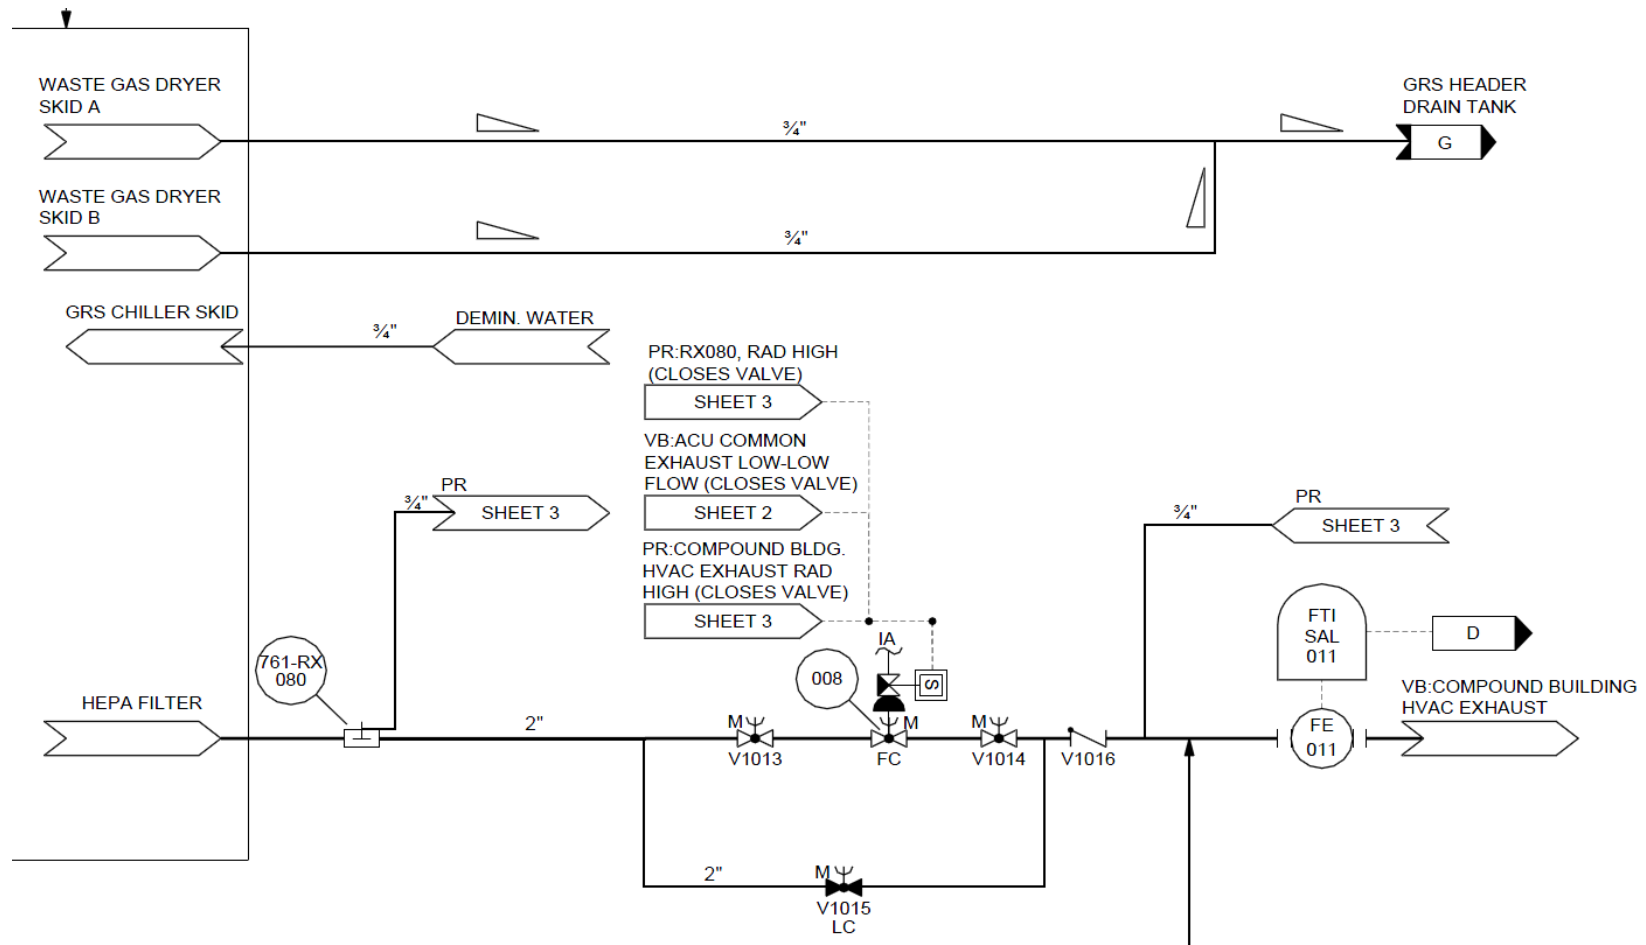 WASTE GAS DRYER
SKID A
¾"
GRS HEADER
DRAIN TANK
G
WASTE GAS DRYER
SKID B
¾"
GRS CHILLER SKID
¾"
DEMIN. WATER
PR:RX080, RAD HIGH
(CLOSES VALVE)
SHEET 3
VB:ACU COMMON
EXHAUST LOW-LOW
FLOW (CLOSES VALVE)
SHEET 2
PR
¾"
SHEET 3
PR
¾"
SHEET 3
PR:COMPOUND BLDG.
HVAC EXHAUST RAD
HIGH (CLOSES VALVE)
SHEET 3
IA
S
FTI
SAL
011
D
761-RX
080
008
HEPA FILTER
2"
M
V1013
M
FC
M
V1014
V1016
FE
011
VB:COMPOUND BUILDING
HVAC EXHAUST
2"
M
V1015
LC